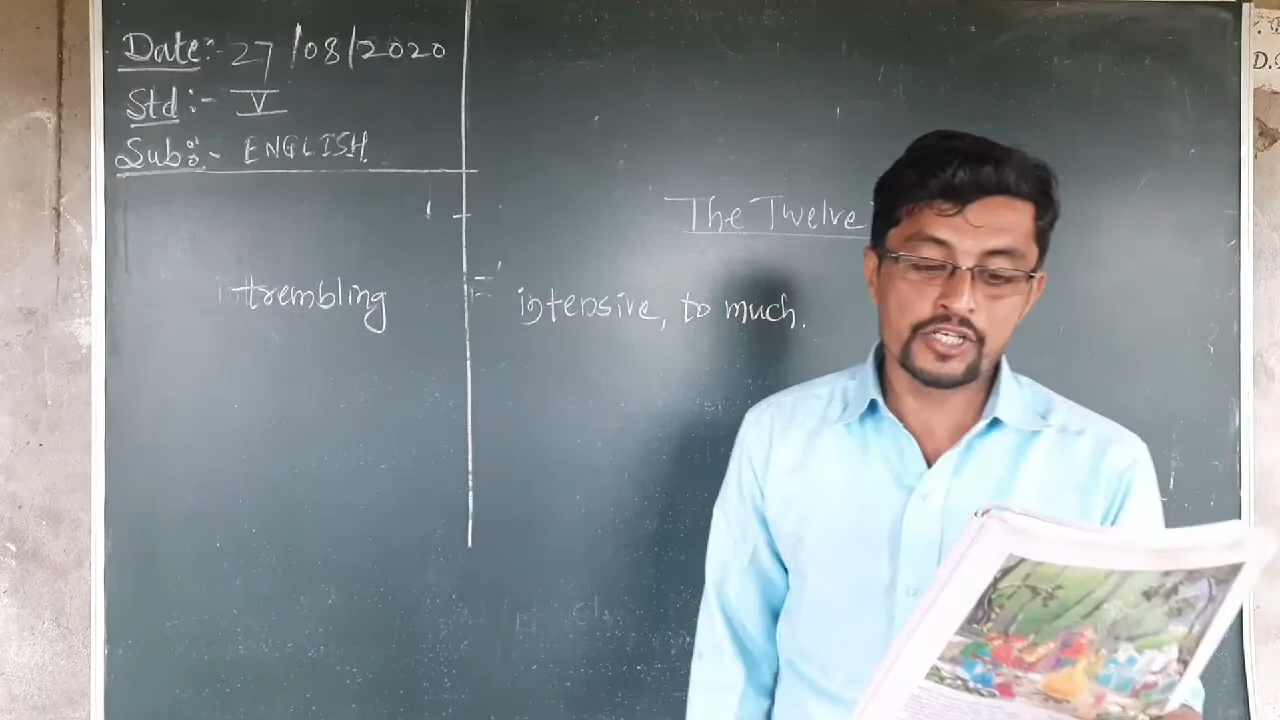 Date:- 27/08/2020
Std:- V
Sub:- ENGLISH
The Twelve
trembling
:- intensive, to much.
D.